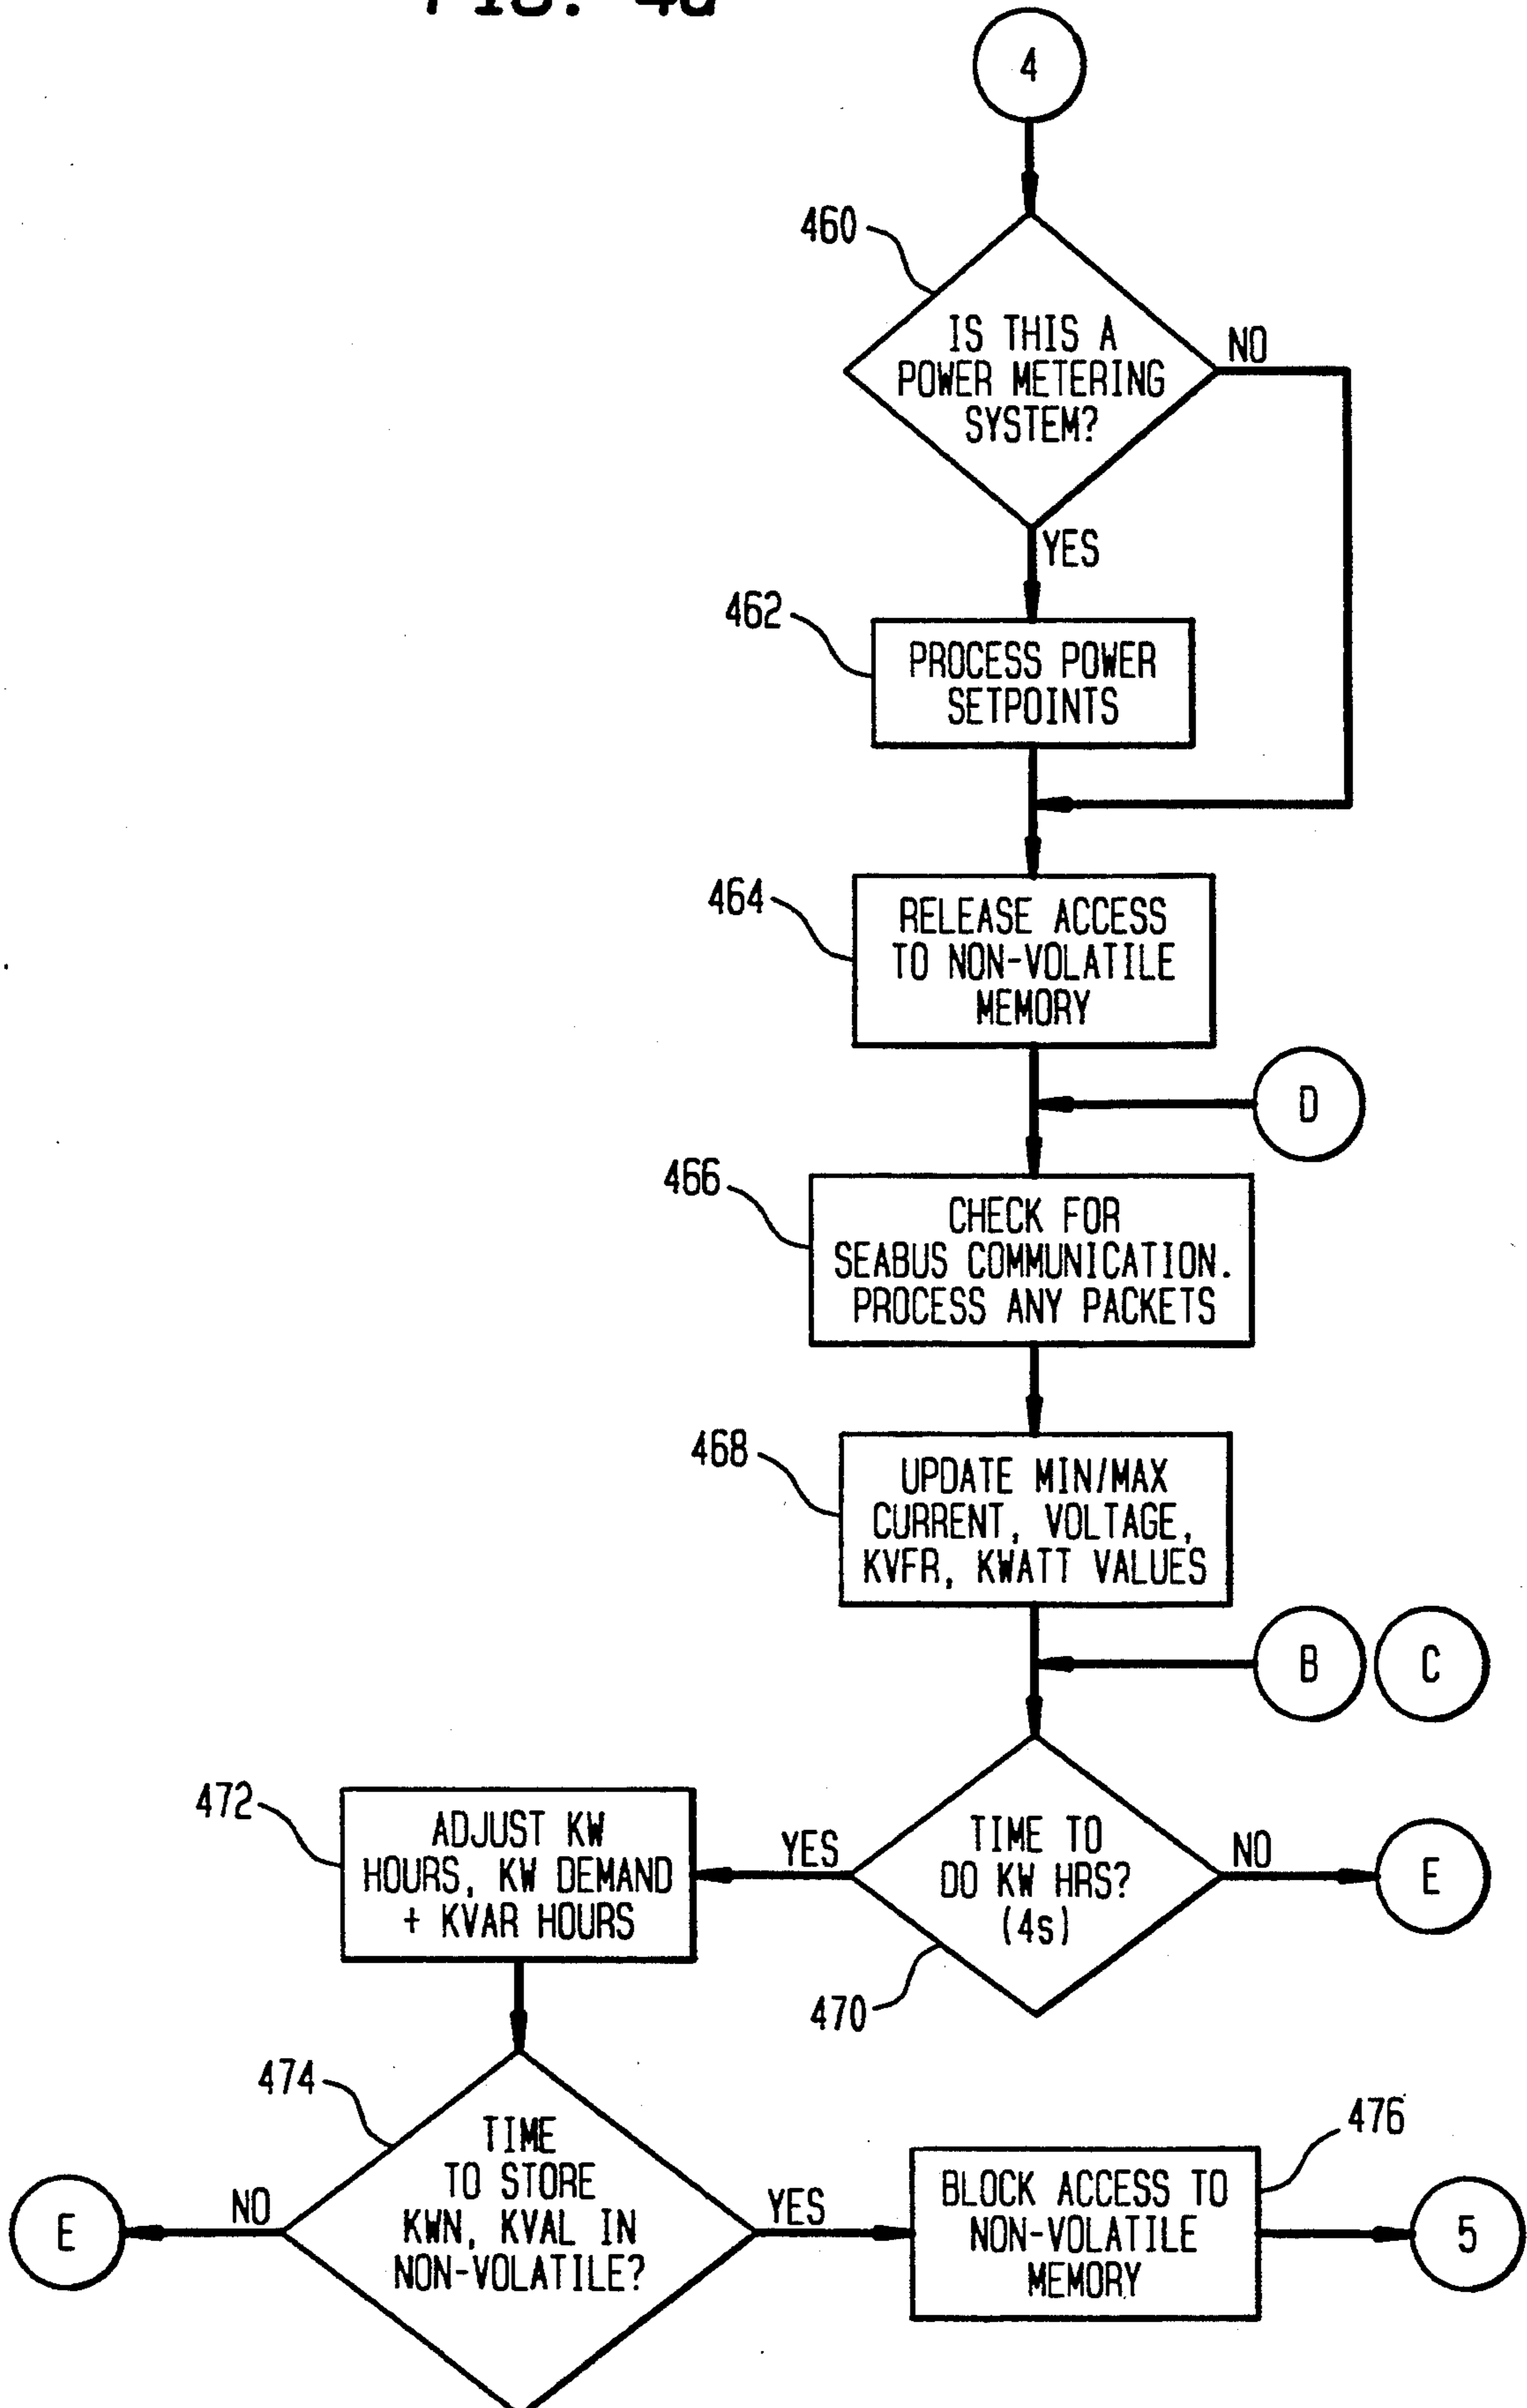 4
460
IS THIS A
POWER METERING
SYSTEM?
NO
YES
462
PROCESS POWER
SETPOINTS
464
RELEASE ACCESS
TO NON-VOLATILE
MEMORY
D
466
CHECK FOR
SEABUS COMMUNICATION.
PROCESS ANY PACKETS
468
UPDATE MIN/MAX
CURRENT, VOLTAGE,
KVFR, KWATT VALUES
B
C
472
ADJUST KW
HOURS, KW DEMAND
+ KVAR HOURS
YES
TIME TO
DO KW HRS?
(4s)
NO
E
470
474
TIME
TO STORE
KWN, KVAL IN
NON-VOLATILE?
NO
E
YES
476
BLOCK ACCESS TO
NON-VOLATILE
MEMORY
5